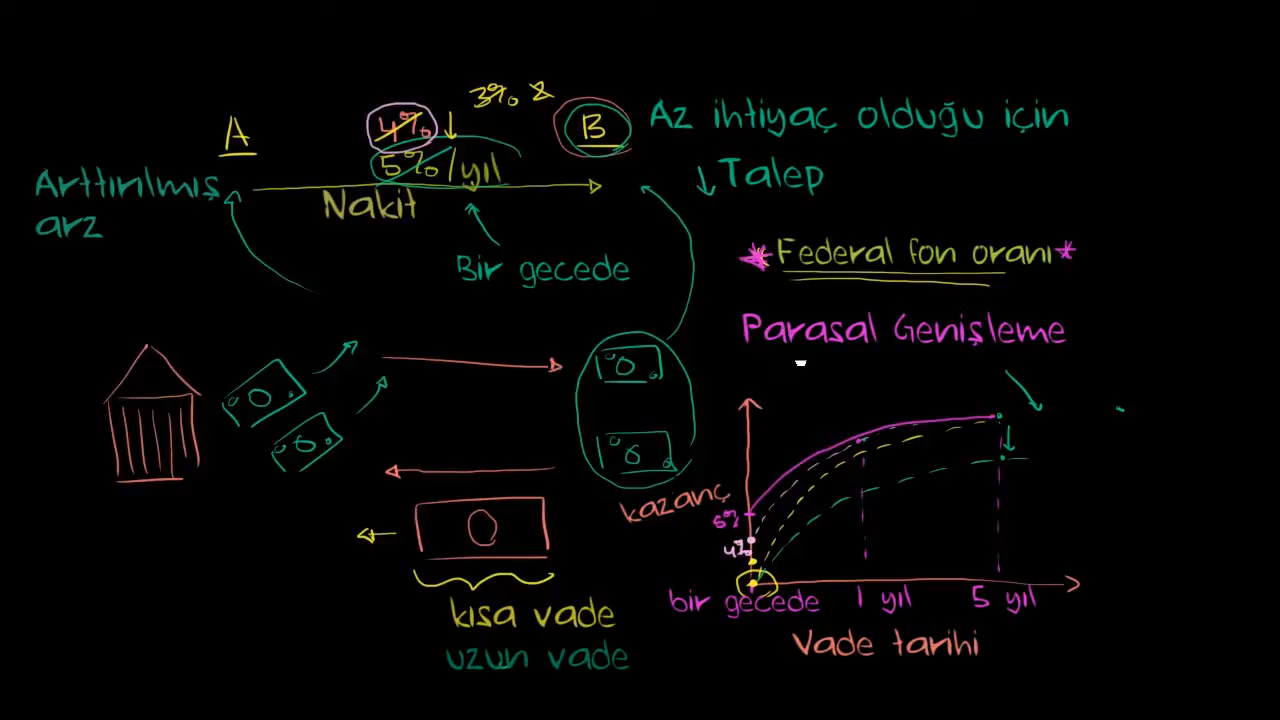 3%
A
4%
B
Az ihtiyaç olduğu için
5%/yıl
↓Talep
Arttırılmış
arz
Nakit
Bir gecede
*Federal fon oranı*
Parasal Genişleme
kazanç
5%
4%
bir gecede
1 yıl
5 yıl
kısa vade
Vade tarihi
uzun vade